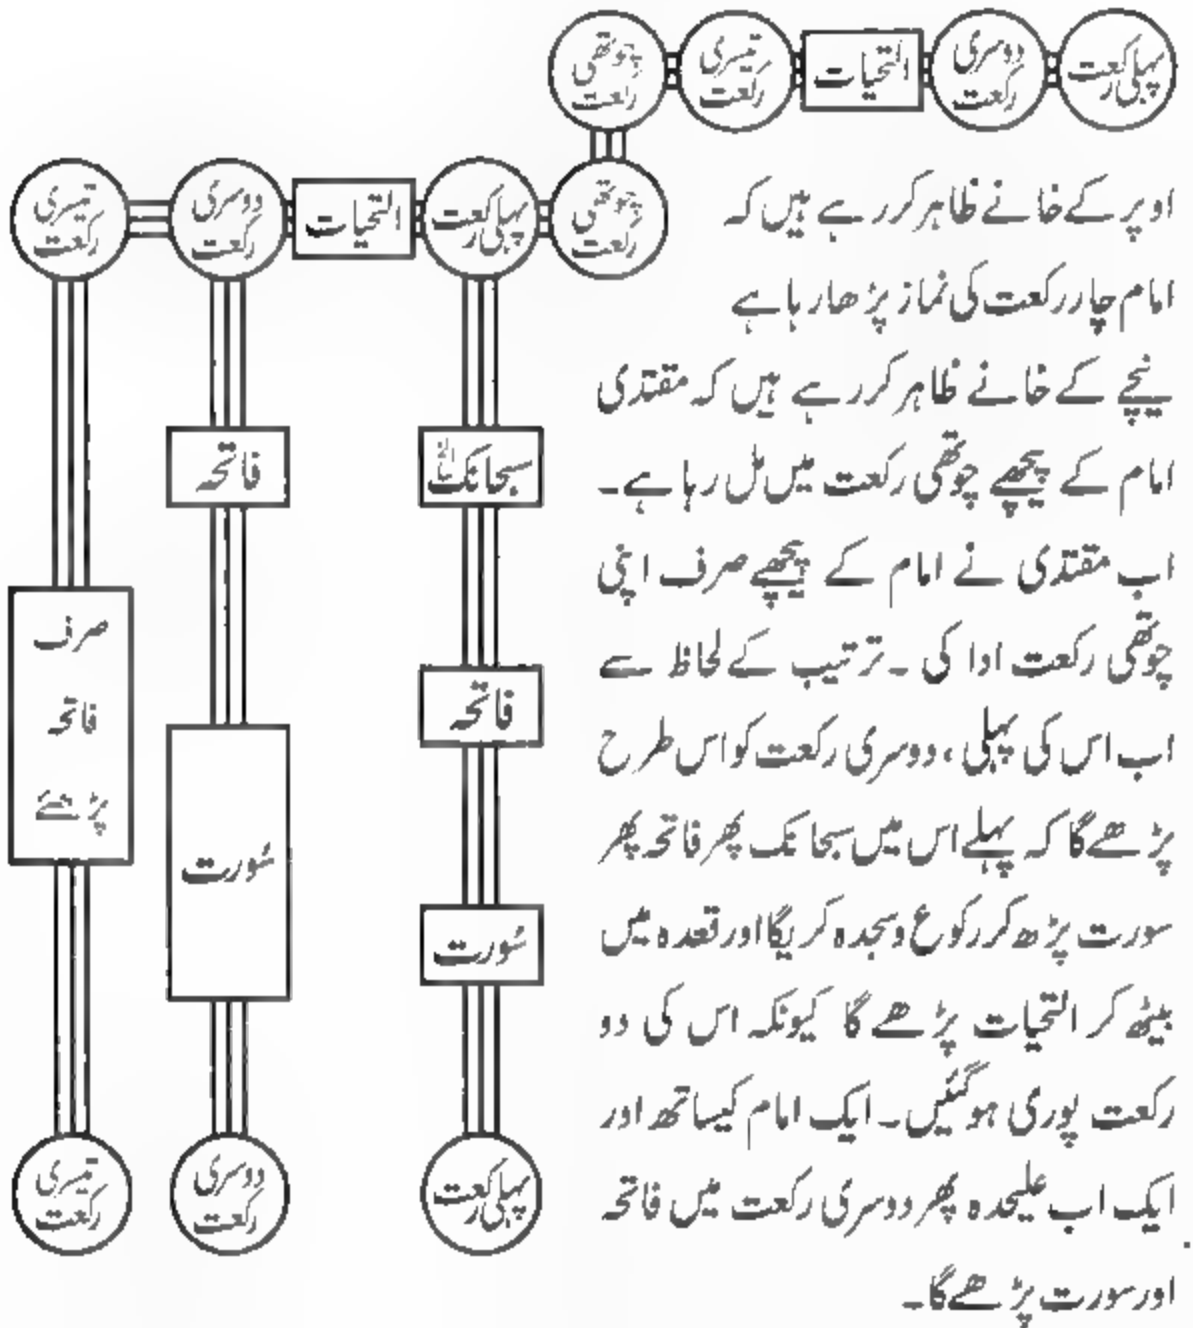 پہلی رکعت
دوسری رکعت
التحیات
تیسری رکعت
چوتھی رکعت
چوتھی رکعت
پہلی رکعت
التحیات
دوسری رکعت
تیسری رکعت
اوپر کے خانے ظاہر کررہے ہیں کہ
امام چار رکعت کی نماز پڑھا رہا ہے
نیچے کے خانے ظاہر کررہے ہیں کہ مقتدی
امام کے پیچھے چوتھی رکعت میں مل رہا ہے۔
اب مقتدی نے امام کے پیچھے صرف اپنی
چوتھی رکعت ادا کی ۔ ترتیب کے لحاظ سے
اب اس کی پہلی ، دوسری رکعت کو اس طرح
پڑھے گا کہ پہلے اس میں سبحانک پھر فاتحہ پھر
سورت پڑھ کر رکوع و سجدہ کریگا اور قعدہ میں
بیٹھ کر التحیات پڑھے گا کیونکہ اس کی دو
رکعت پوری ہوگئیں ۔ ایک امام کیساتھ اور
ایک اب علیحدہ پھر دوسری رکعت میں فاتحہ
اور سورت پڑھے گا۔
سبحانک الخ
فاتحہ
سُورت
پہلی رکعت
فاتحہ
سُورت
دوسری رکعت
صرف
فاتحہ
پڑھئے
تیسری رکعت